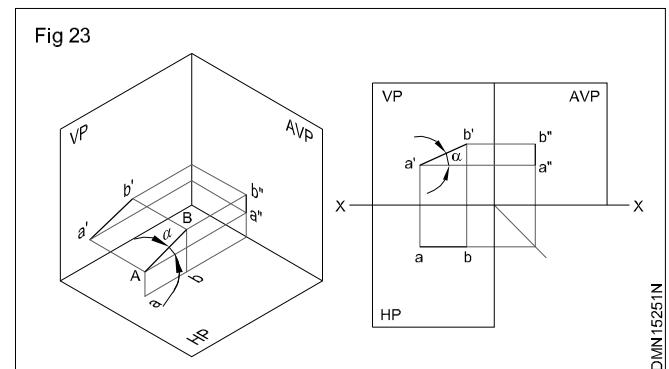 Fig 23
VP
AVP
b'
b"
a"
a'
B
α
A
b
a
HP
VP
AVP
b'
b"
a'
α
a"
X
X
a
b
HP
DMN15251N